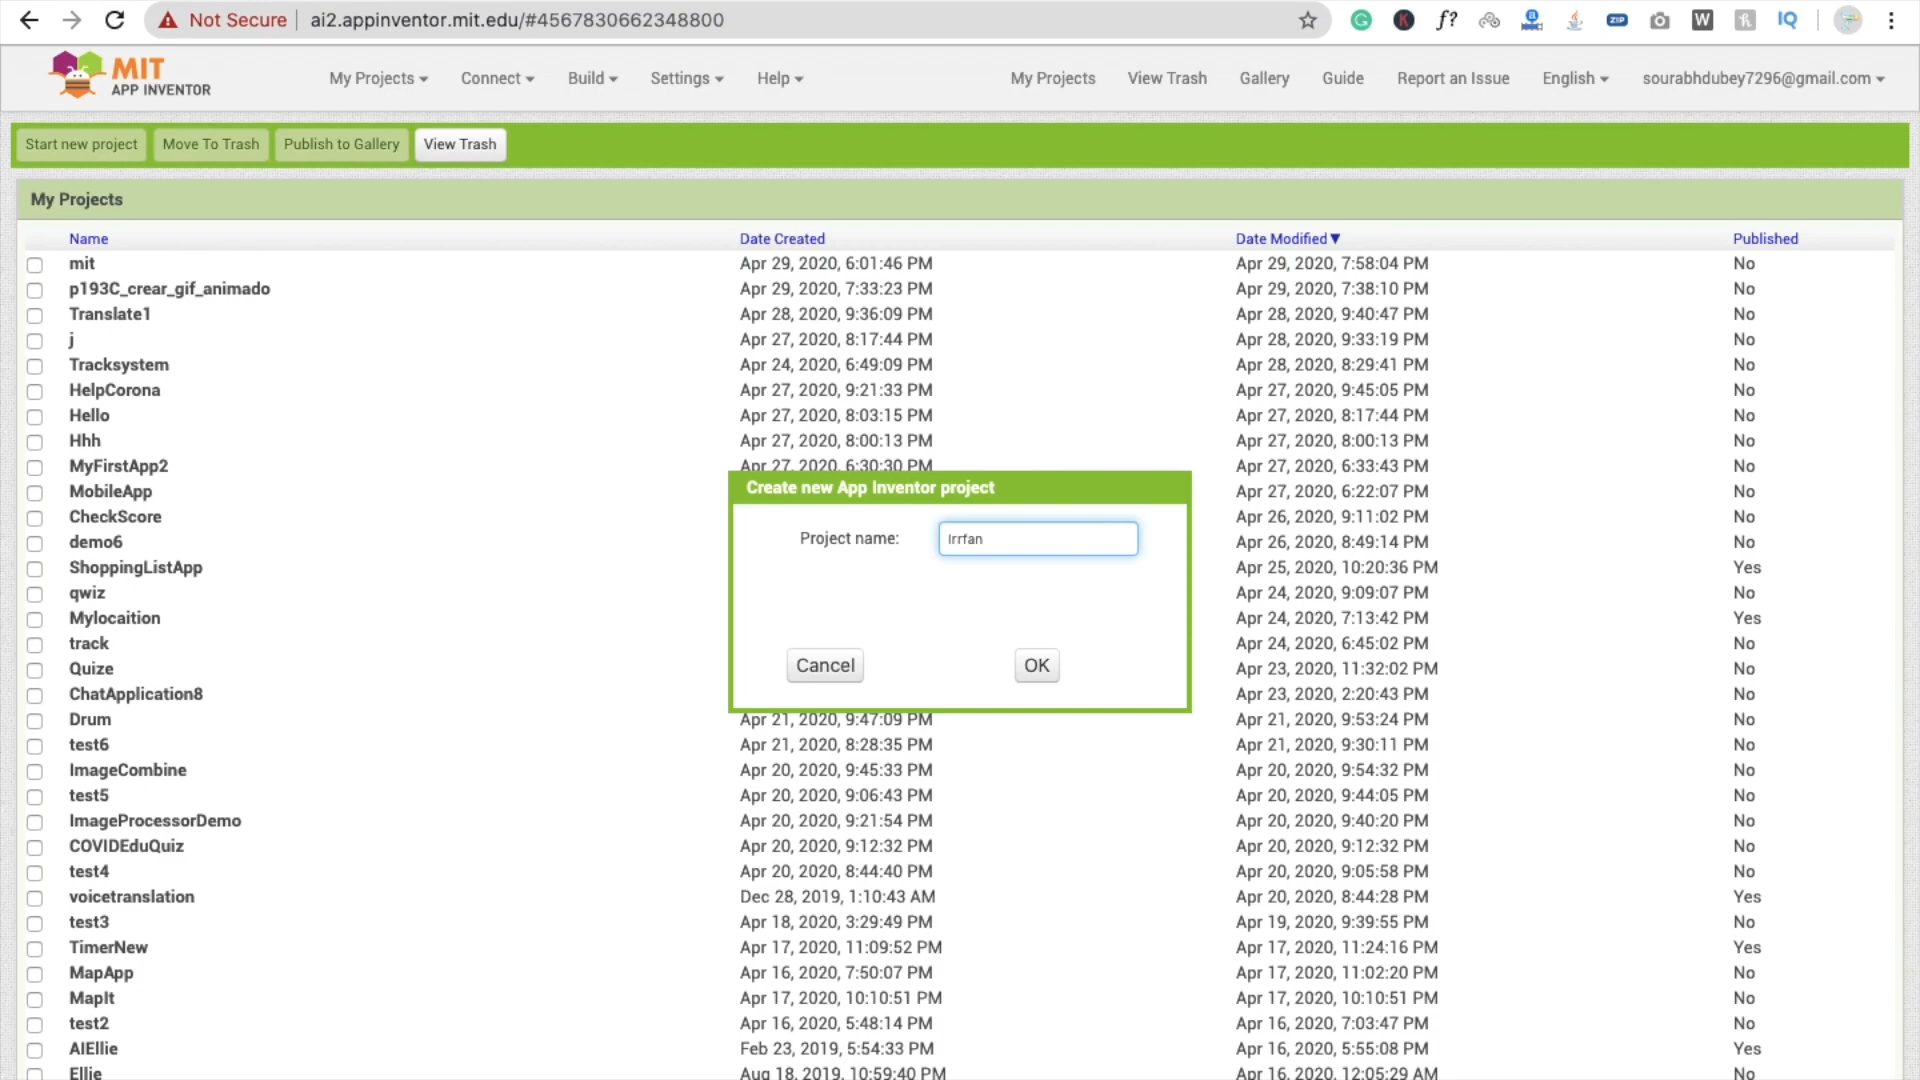 Not Secure | ai2.appinventor.mit.edu/#4567830662348800
G K f? a ZIP W IQ
MIT APP INVENTOR
My Projects Connect Build Settings Help My Projects View Trash Gallery Guide Report an Issue English sourabhdubey7296@gmail.com
Start new project Move To Trash Publish to Gallery View Trash
My Projects
Name Date Created Date Modified Published
mit Apr 29, 2020, 6:01:46 PM Apr 29, 2020, 7:58:04 PM No
p193C_crear_gif_animado Apr 29, 2020, 7:33:23 PM Apr 29, 2020, 7:38:10 PM No
Translate1 Apr 28, 2020, 9:36:09 PM Apr 28, 2020, 9:40:47 PM No
j Apr 27, 2020, 8:17:44 PM Apr 28, 2020, 9:33:19 PM No
Tracksystem Apr 24, 2020, 6:49:09 PM Apr 28, 2020, 8:29:41 PM No
HelpCorona Apr 27, 2020, 9:21:33 PM Apr 27, 2020, 9:45:05 PM No
Hello Apr 27, 2020, 8:03:15 PM Apr 27, 2020, 8:17:44 PM No
Hhh Apr 27, 2020, 8:00:13 PM Apr 27, 2020, 8:00:13 PM No
MyFirstApp2 Apr 27, 2020, 6:30:30 PM Apr 27, 2020, 6:33:43 PM No
MobileApp Apr 27, 2020, 6:22:07 PM No
CheckScore Apr 26, 2020, 9:11:02 PM No
demo6 Apr 26, 2020, 8:49:14 PM No
ShoppingListApp Apr 25, 2020, 10:20:36 PM Yes
qwiz Apr 24, 2020, 9:09:07 PM No
Mylocaition Apr 24, 2020, 7:13:42 PM Yes
track Apr 24, 2020, 6:45:02 PM No
Quize Apr 23, 2020, 11:32:02 PM No
ChatApplication8 Apr 23, 2020, 2:20:43 PM No
Create new App Inventor project
Project name: Irrfan
Cancel OK
Drum Apr 21, 2020, 9:47:09 PM Apr 21, 2020, 9:53:24 PM No
test6 Apr 21, 2020, 8:28:35 PM Apr 21, 2020, 9:30:11 PM No
ImageCombine Apr 20, 2020, 9:45:33 PM Apr 20, 2020, 9:54:32 PM No
test5 Apr 20, 2020, 9:06:43 PM Apr 20, 2020, 9:44:05 PM No
ImageProcessorDemo Apr 20, 2020, 9:21:54 PM Apr 20, 2020, 9:40:20 PM No
COVIDEduQuiz Apr 20, 2020, 9:12:32 PM Apr 20, 2020, 9:12:32 PM No
test4 Apr 20, 2020, 8:44:40 PM Apr 20, 2020, 9:05:58 PM No
voicetranslation Dec 28, 2019, 1:10:43 AM Apr 20, 2020, 8:44:28 PM Yes
test3 Apr 18, 2020, 3:29:49 PM Apr 19, 2020, 9:39:55 PM No
TimerNew Apr 17, 2020, 11:09:52 PM Apr 17, 2020, 11:24:16 PM Yes
MapApp Apr 16, 2020, 7:50:07 PM Apr 17, 2020, 11:02:20 PM No
MapIt Apr 17, 2020, 10:10:51 PM Apr 17, 2020, 10:10:51 PM No
test2 Apr 16, 2020, 5:48:14 PM Apr 16, 2020, 7:03:47 PM No
AIEllie Feb 23, 2019, 5:54:33 PM Apr 16, 2020, 5:55:08 PM Yes
Ellie Aug 18, 2019, 10:59:40 PM Apr 16, 2020, 12:05:29 AM No